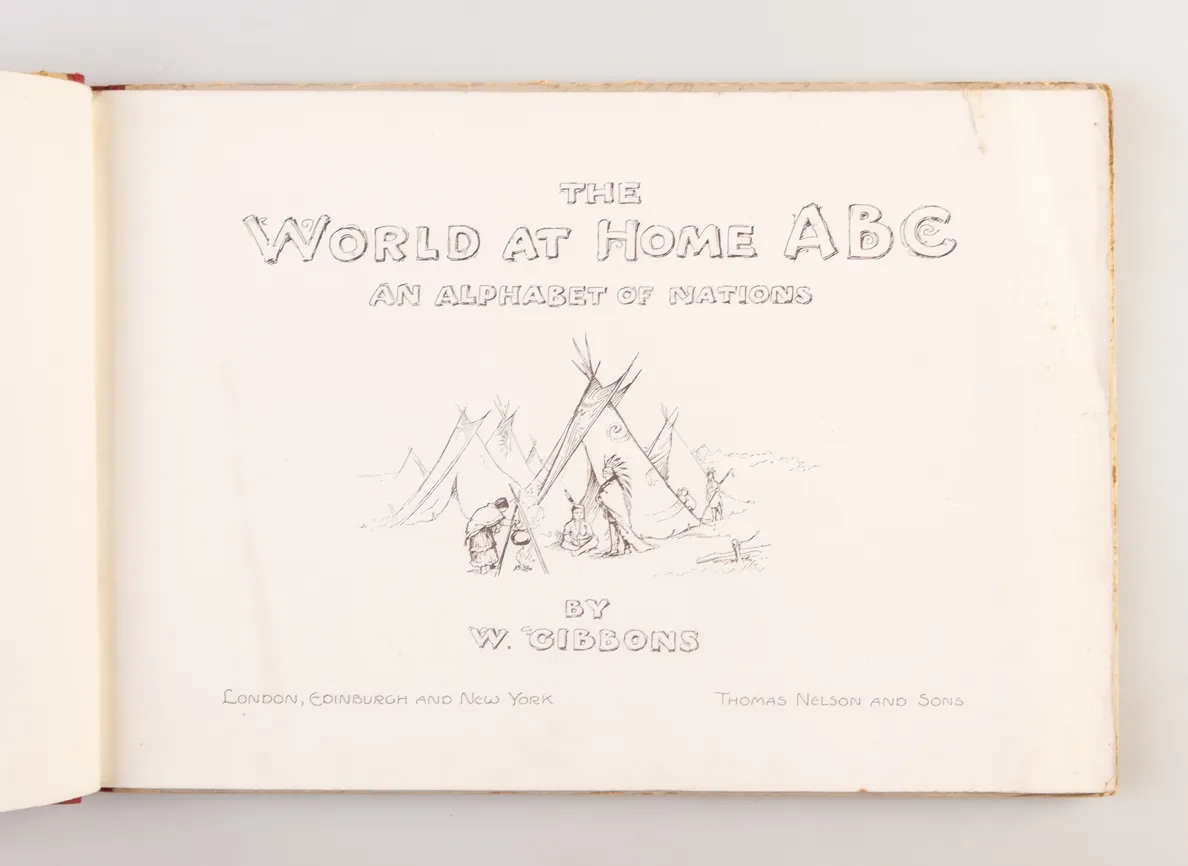 THE
WORLD AT HOME ABC
AN ALPHABET OF NATIONS
BY
W. GIBBONS
LONDON, EDINBURGH AND NEW YORK
THOMAS NELSON AND SONS